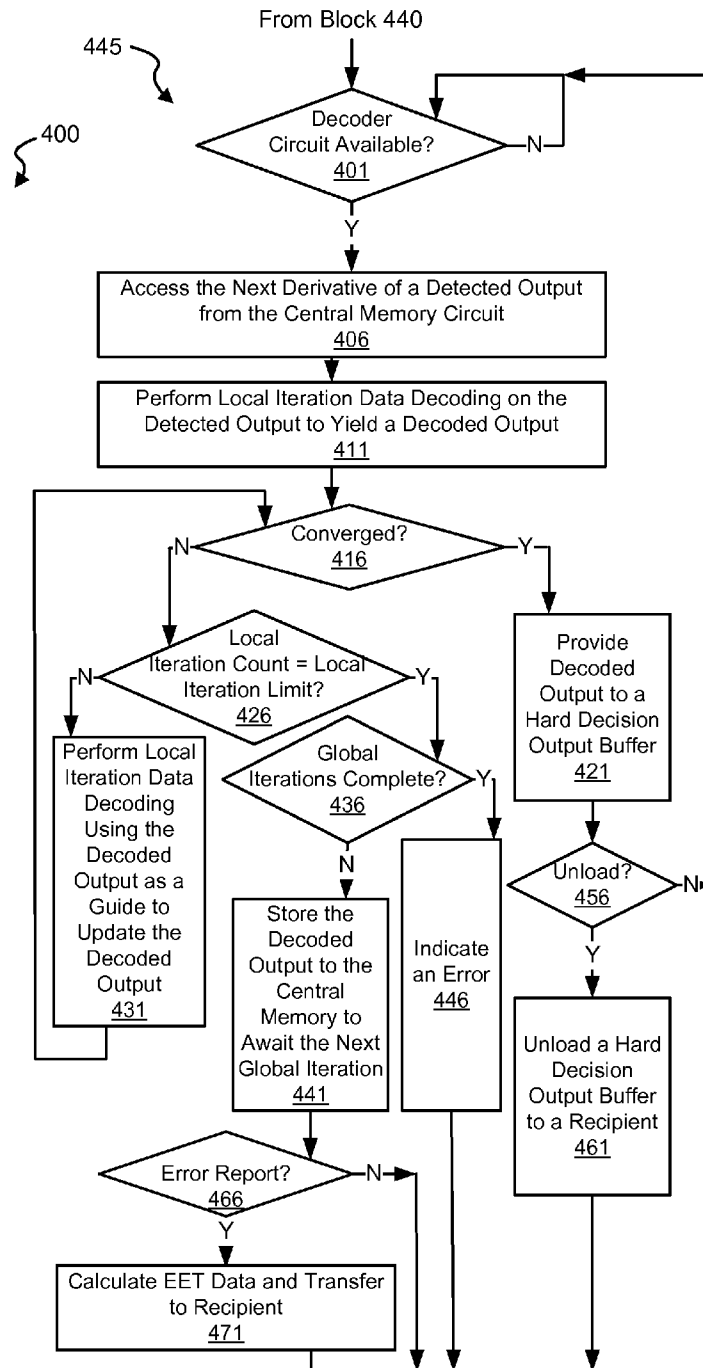 From Block 440
445
400
Decoder
Circuit Available?
401
N
Y
Access the Next Derivative of a Detected Output
from the Central Memory Circuit
406
Perform Local Iteration Data Decoding on the
Detected Output to Yield a Decoded Output
411
Converged?
416
N
Y
Local
Iteration Count = Local
Iteration Limit?
426
N
Y
Provide
Decoded
Output to a
Hard Decision
Output Buffer
421
Perform Local
Iteration Data
Decoding
Using the
Decoded
Output as a
Guide to
Update the
Decoded
Output
431
Global
Iterations Complete?
436
Y
N
Unload?
456
N
Y
Store the
Decoded
Output to the
Central
Memory to
Await the Next
Global Iteration
441
Indicate
an Error
446
Unload a Hard
Decision
Output Buffer
to a Recipient
461
Error Report?
466
N
Y
Calculate EET Data and Transfer
to Recipient
471